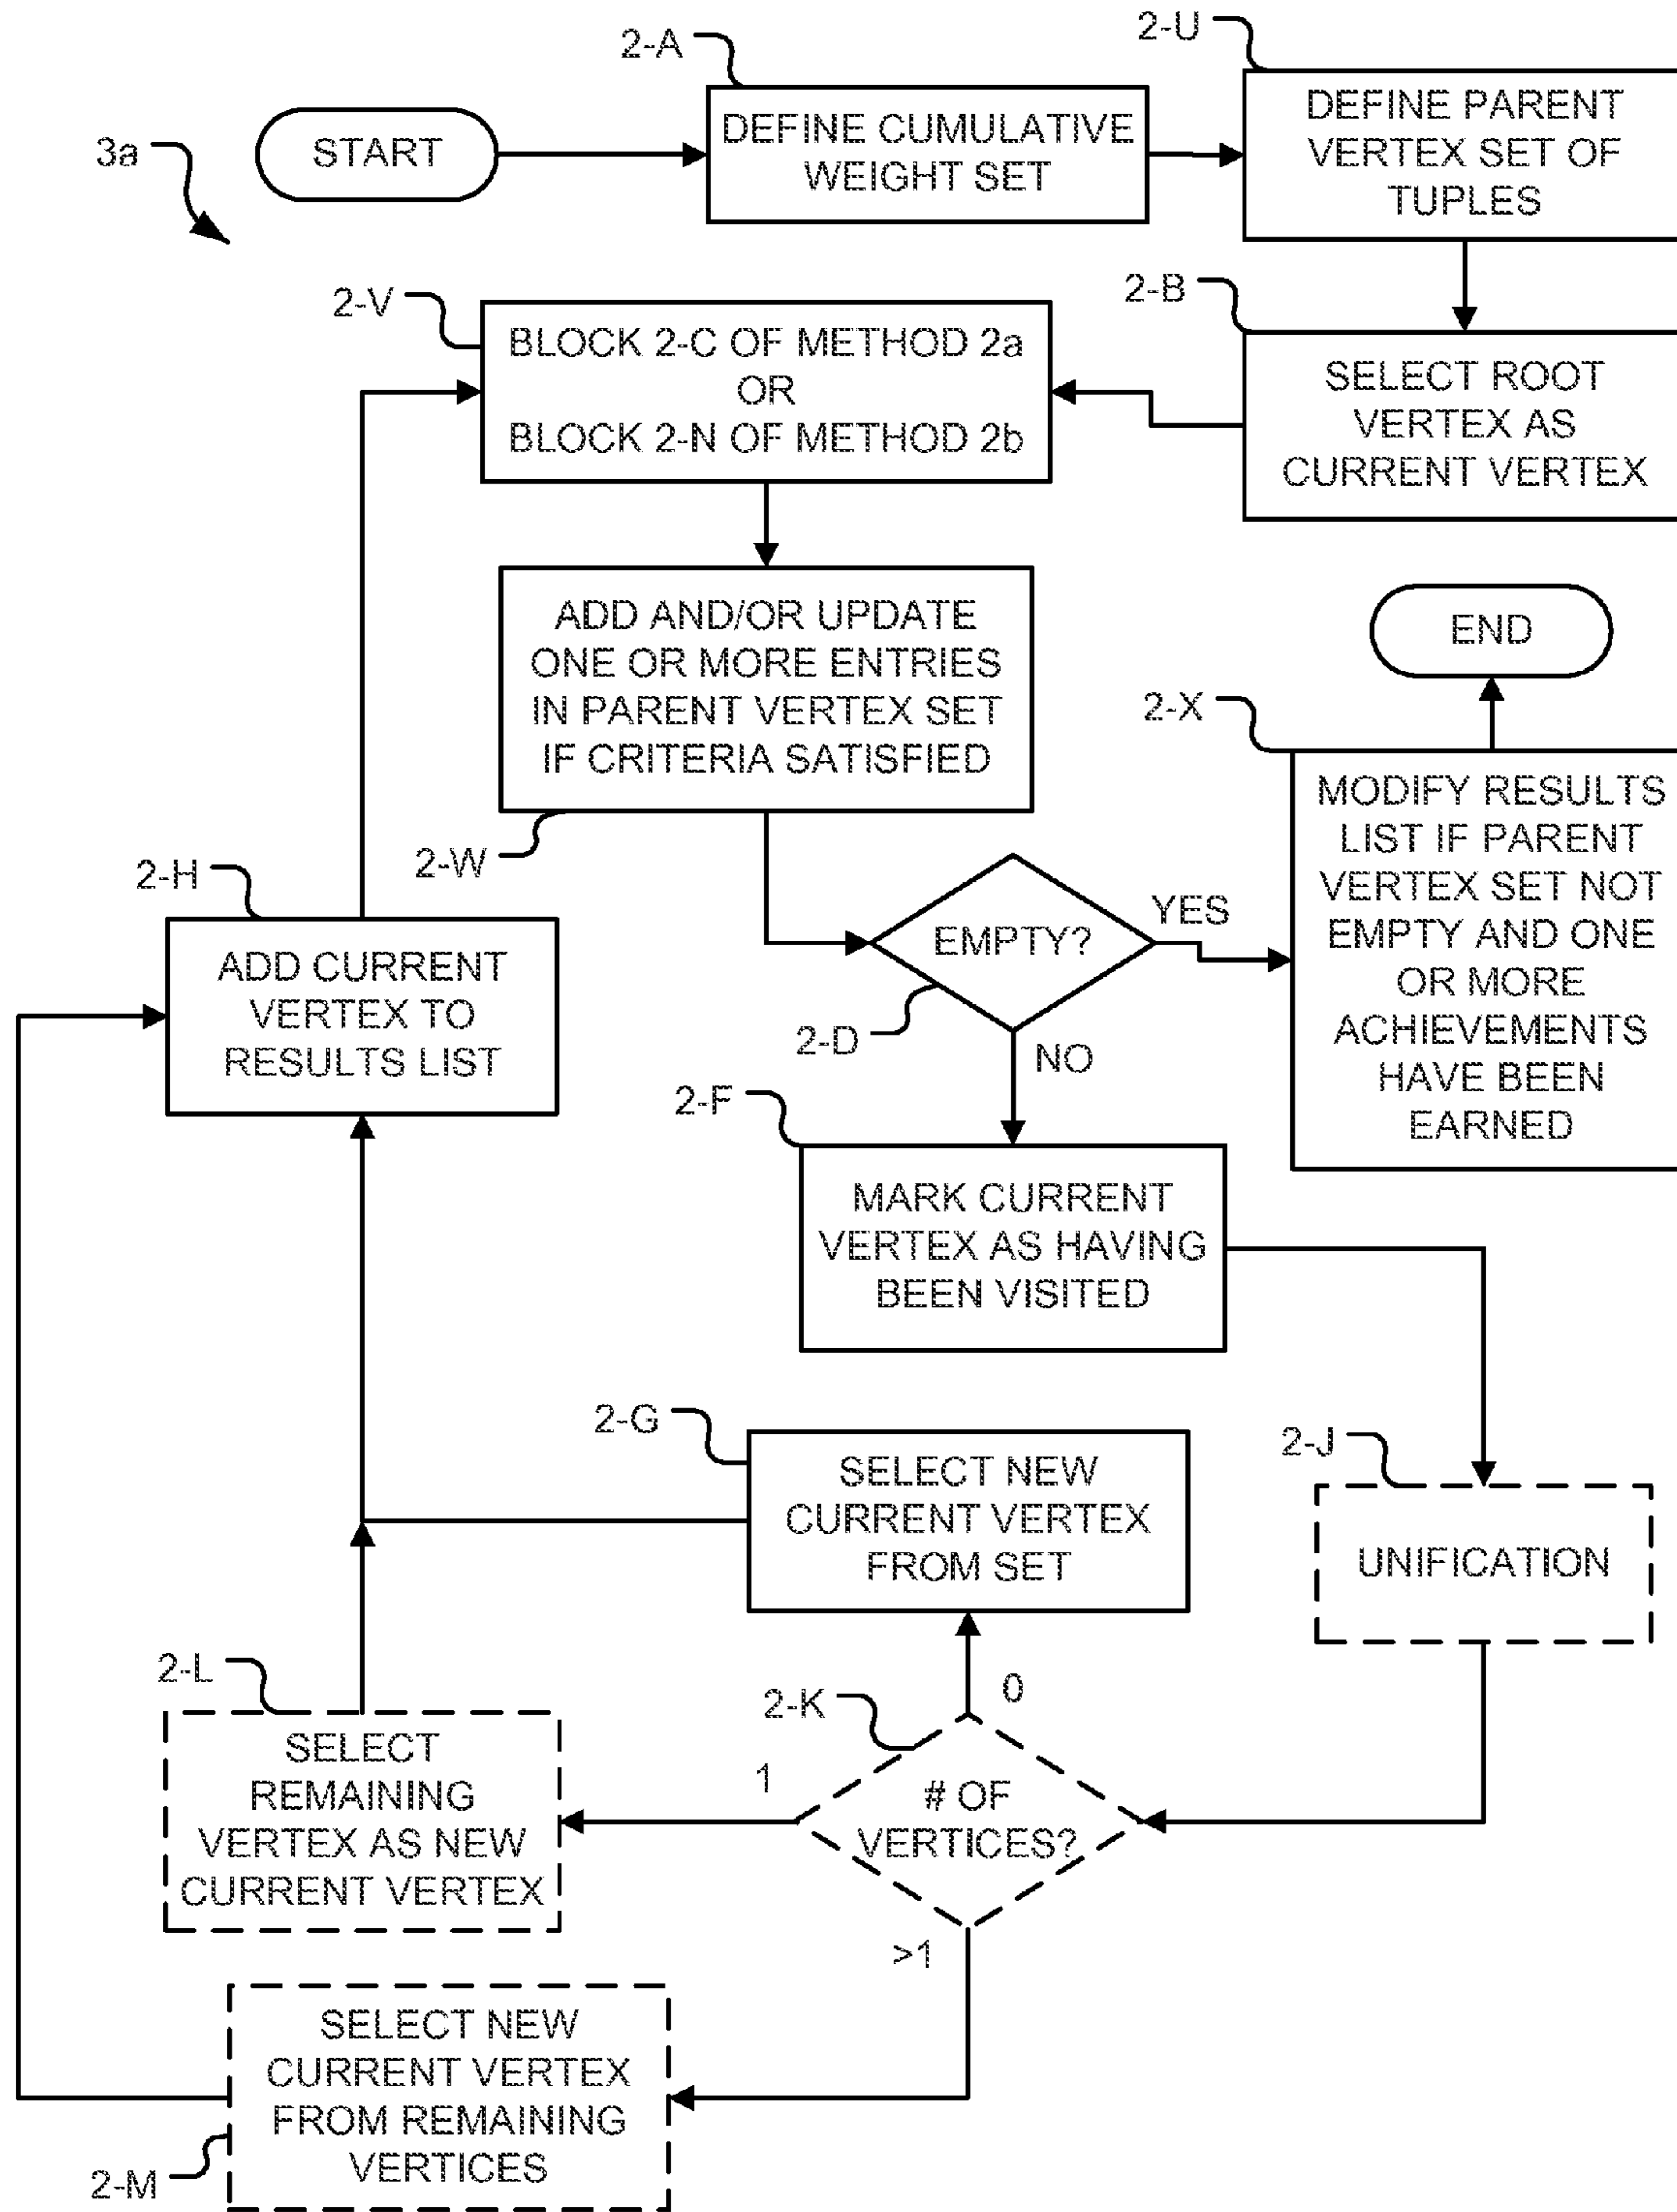 2-A
2-U
3a
START
DEFINE CUMULATIVE
WEIGHT SET
DEFINE PARENT
VERTEX SET OF
TUPLES
2-V
BLOCK 2-C OF METHOD 2a
OR
BLOCK 2-N OF METHOD 2b
2-B
SELECT ROOT
VERTEX AS
CURRENT VERTEX
ADD AND/OR UPDATE
ONE OR MORE ENTRIES
IN PARENT VERTEX SET
IF CRITERIA SATISFIED
2-W
END
2-X
MODIFY RESULTS
LIST IF PARENT
VERTEX SET NOT
EMPTY AND ONE
OR MORE
ACHIEVEMENTS
HAVE BEEN
EARNED
2-H
ADD CURRENT
VERTEX TO
RESULTS LIST
EMPTY?
YES
2-D
NO
2-F
MARK CURRENT
VERTEX AS HAVING
BEEN VISITED
2-G
SELECT NEW
CURRENT VERTEX
FROM SET
2-J
UNIFICATION
2-L
SELECT
REMAINING
VERTEX AS NEW
CURRENT VERTEX
2-K
0
1
# OF
VERTICES?
>1
SELECT NEW
CURRENT VERTEX
FROM REMAINING
VERTICES
2-M